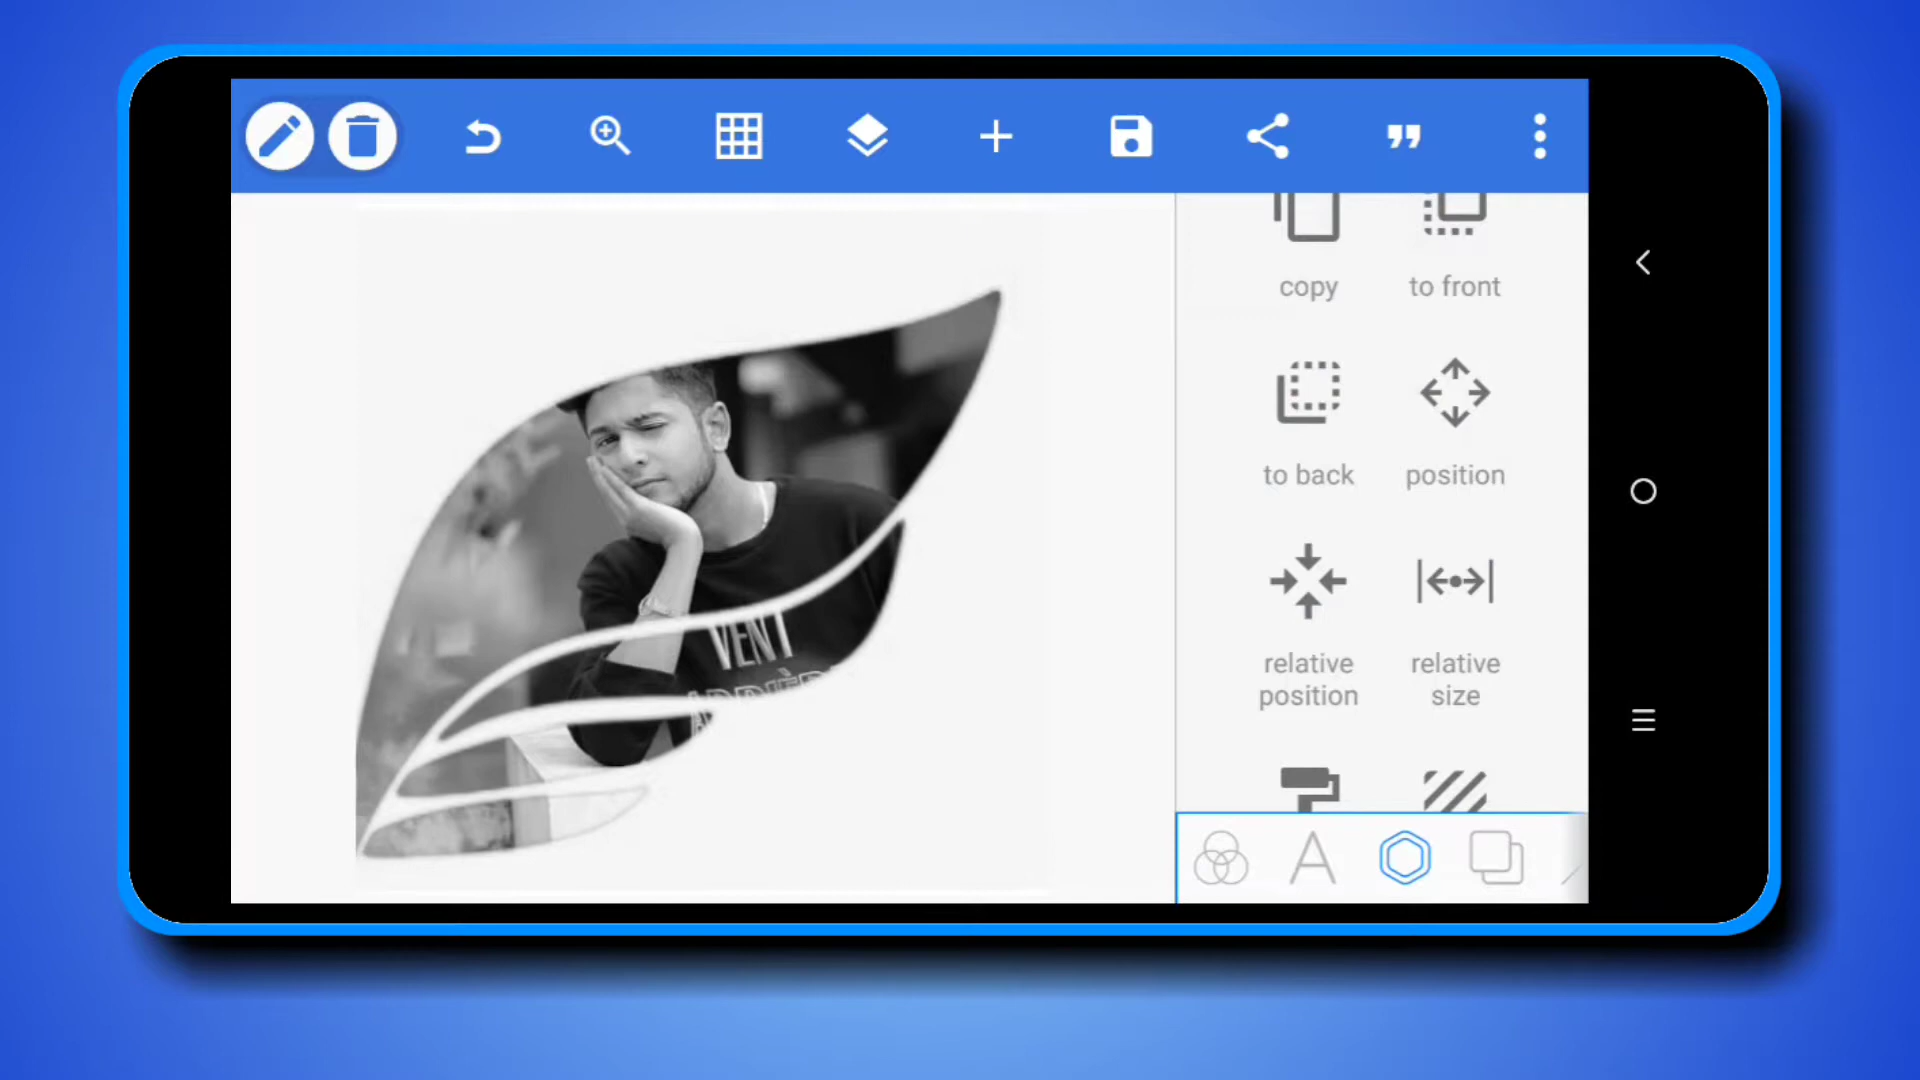 copy
to front
to back
position
relative
position
relative
size
VENT